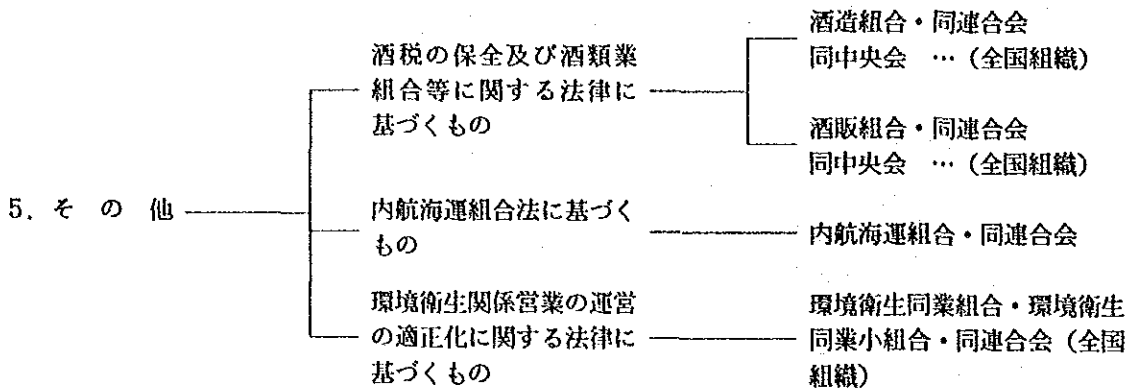 酒造組合・同連合会
同中央会 …(全国組織)
酒税の保全及び酒類業
組合等に関する法律に
基づくもの
酒販組合・同連合会
同中央会 …(全国組織)
5. そ の 他
内航海運組合法に基づく
もの
内航海運組合・同連合会
環境衛生関係営業の運営
の適正化に関する法律に
基づくもの
環境衛生同業組合・環境衛生
同業小組合・同連合会(全国
組織)